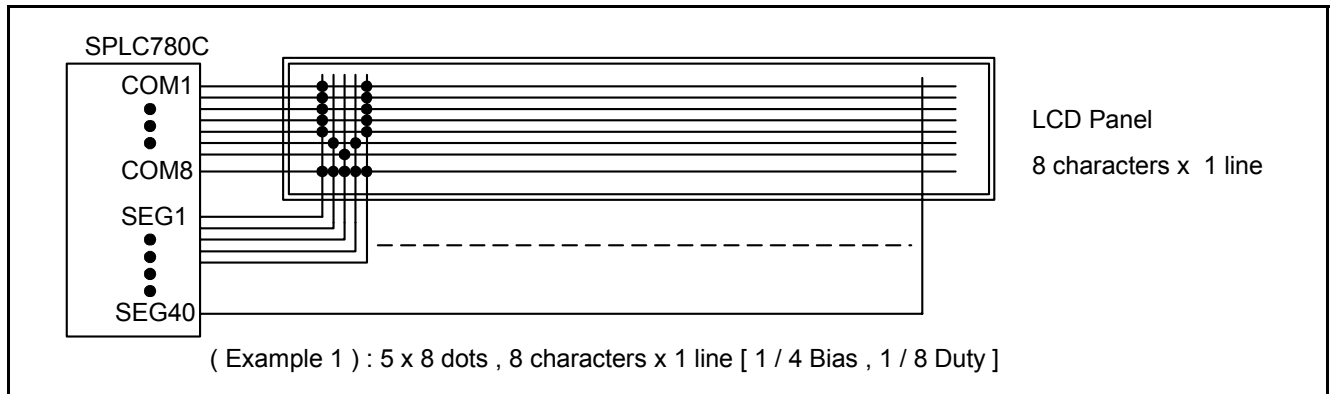 SPLC780C
COM1
COM8
SEG1
SEG40
LCD Panel
8 characters x 1 line
( Example 1 ) : 5 x 8 dots , 8 characters x 1 line [ 1 / 4 Bias , 1 / 8 Duty ]